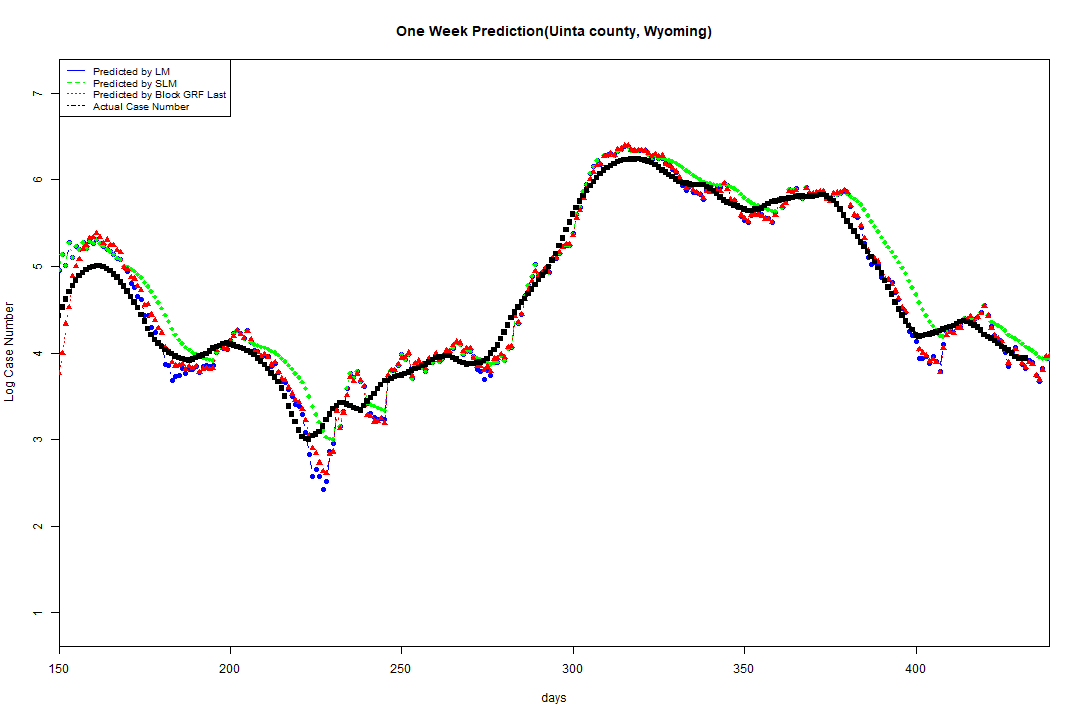 One Week Prediction(Uinta county, Wyoming)
Predicted by LM
Predicted by SLM
Predicted by Block GRF Last
Actual Case Number
7
6
5
4
3
2
1
Log Case Number
150 200 250 300 350 400
days